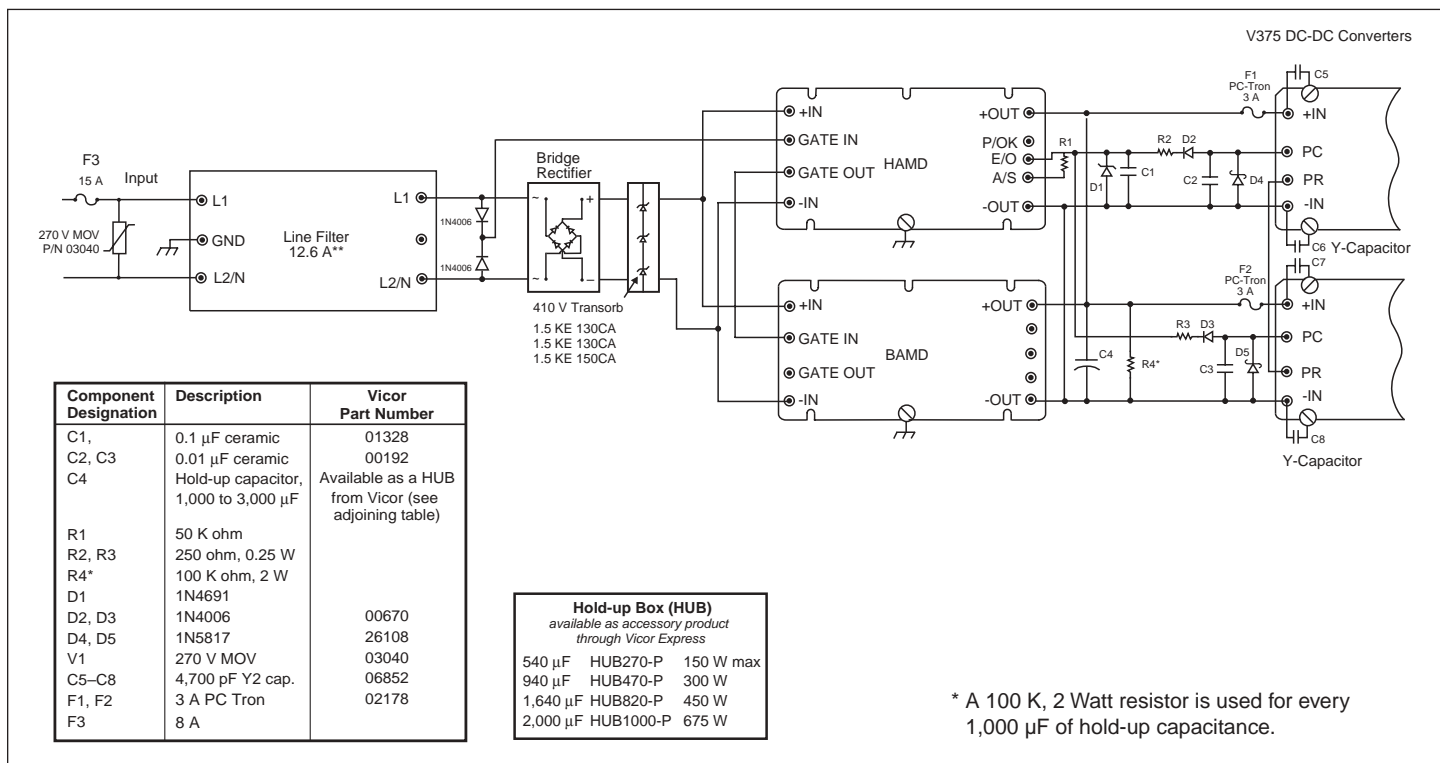 V375 DC-DC Converters
F1
PC-Tron
3 A
C5
+IN
+OUT
+IN
GATE IN
P/OK
R1
R2
D2
PC
F3
15 A
Input
Bridge
Rectifier
GATE OUT
HAMD
E/O
A/S
D1
C1
C2
D4
PR
L1
L1
~
+
1N4006
-IN
-OUT
-IN
270 V MOV
P/N 03040
GND
Line Filter
12.6 A**
1N4006
C6
Y-Capacitor
C7
L2/N
L2/N
~
–
F2
PC-Tron
3 A
410 V Transorb
1.5 KE 130CA
1.5 KE 130CA
1.5 KE 150CA
+IN
+OUT
+IN
GATE IN
BAMD
R3
D3
PC
C4
R4*
C3
D5
GATE OUT
PR
-IN
-OUT
-IN
C8
Y-Capacitor
Component Designation Description Vicor Part Number
C1, 0.1 μF ceramic 01328
C2, C3 0.01 μF ceramic 00192
C4 Hold-up capacitor, Available as a HUB
1,000 to 3,000 μF from Vicor (see
adjoining table)
R1 50 K ohm
R2, R3 250 ohm, 0.25 W
R4* 100 K ohm, 2 W
D1 1N4691
D2, D3 1N4006 00670
D4, D5 1N5817 26108
V1 270 V MOV 03040
C5–C8 4,700 pF Y2 cap. 06852
F1, F2 3 A PC Tron 02178
F3 8 A
Hold-up Box (HUB)
available as accessory product
through Vicor Express
540 μF HUB270-P 150 W max
940 μF HUB470-P 300 W
1,640 μF HUB820-P 450 W
2,000 μF HUB1000-P 675 W
* A 100 K, 2 Watt resistor is used for every
1,000 μF of hold-up capacitance.